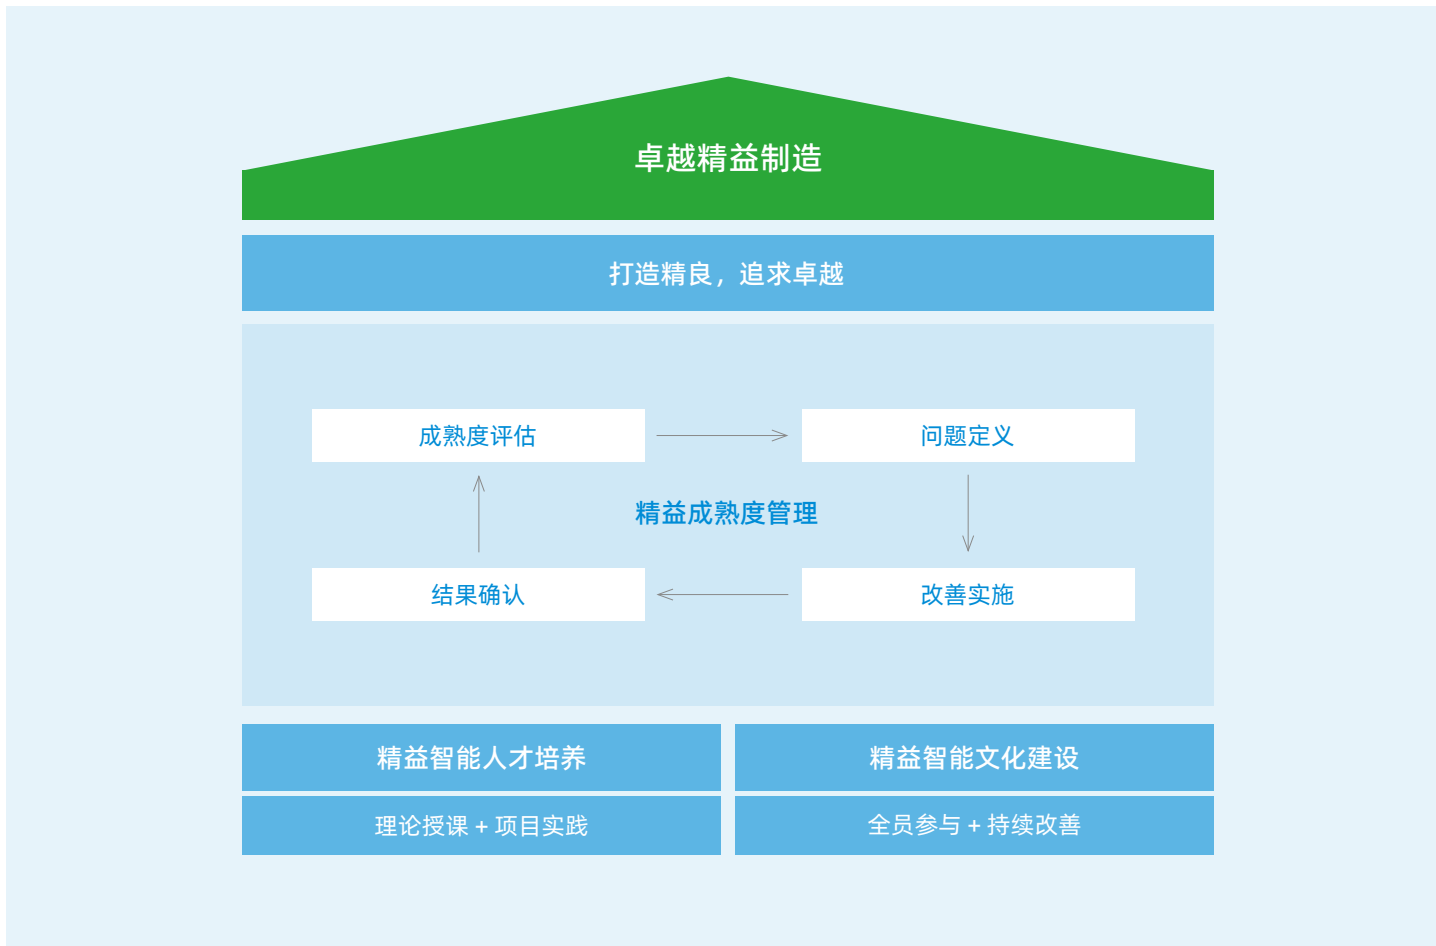 卓越精益制造
打造精良，追求卓越
成熟度评估
问题定义
精益成熟度管理
结果确认
改善实施
精益智能人才培养
精益智能文化建设
理论授课 + 项目实践
全员参与 + 持续改善